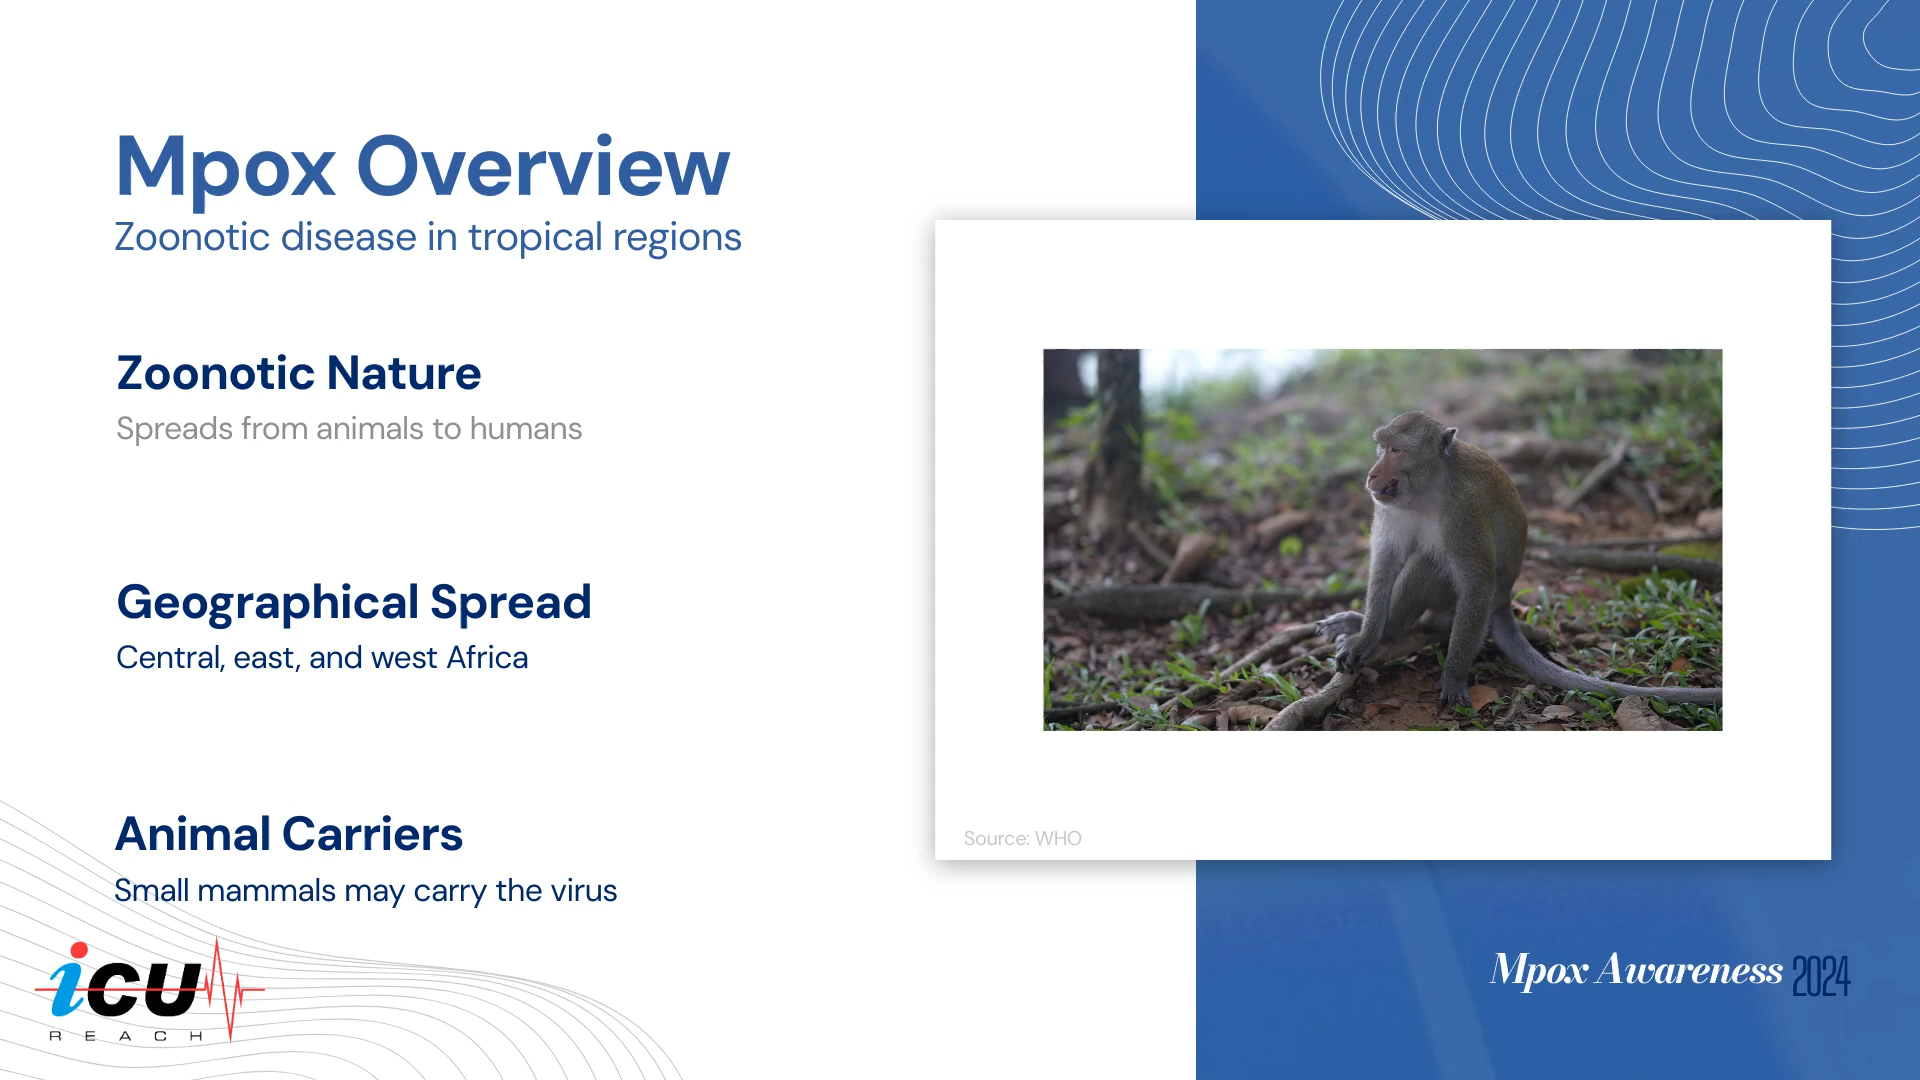 Mpox Overview
Zoonotic disease in tropical regions
Zoonotic Nature
Spreads from animals to humans
Geographical Spread
Central, east, and west Africa
Animal Carriers
Small mammals may carry the virus
Source: WHO
icu
REACH
Mpox Awareness 2024